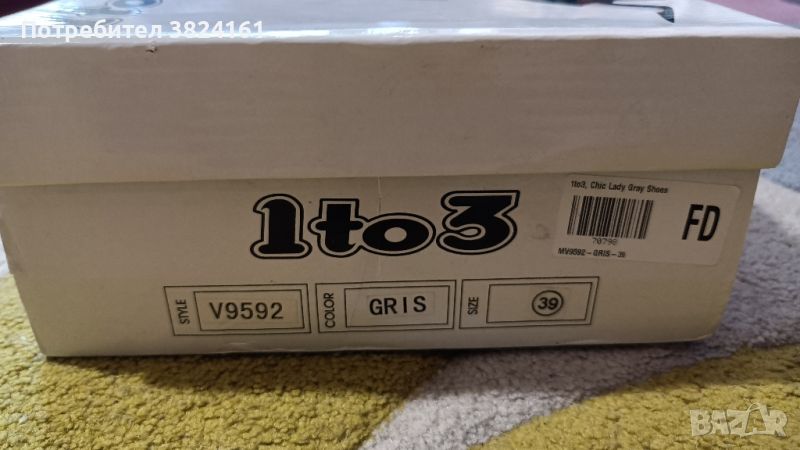 Потребител 3824161
1to3
1to3, Chic Lady Gray Shoes
70798
MV9592-GRIS-39
FD
STYLE V9592
COLOR GRIS
SIZE 39
BAZAR